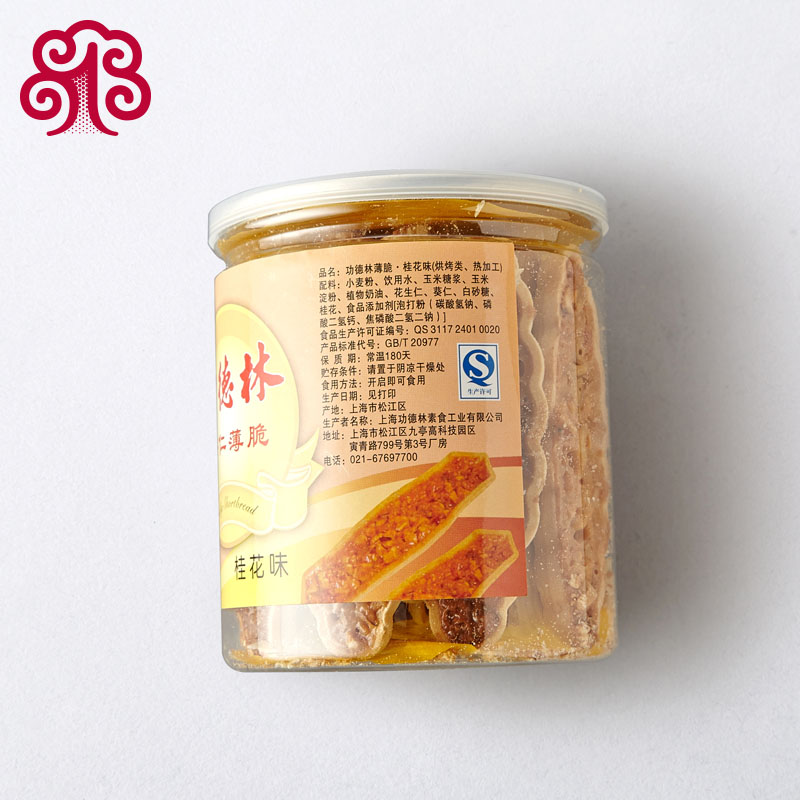 品名：功德林薄脆·桂花味(烘烤类、热加工)
配料：小麦粉、饮用水、玉米糖浆、玉米
淀粉、植物奶油、花生仁、葵仁、白砂糖、
桂花、食品添加剂[泡打粉（碳酸氢钠、磷
酸二氢钙、焦磷酸二氢二钠）]
食品生产许可证编号：QS 3117 2401 0020
产品标准代号：GB/T 20977
保 质 期：常温180天
贮存条件：请置于阴凉干燥处
食用方法：开启即可食用
生产日期：见打印
产地：上海市松江区
生产者名称：上海功德林素食工业有限公司
地址：上海市松江区九亭高科技园区
寅青路799号第3号厂房
电话：021-67697700
生产许可
德林
仁薄脆
Shortbread
桂花味